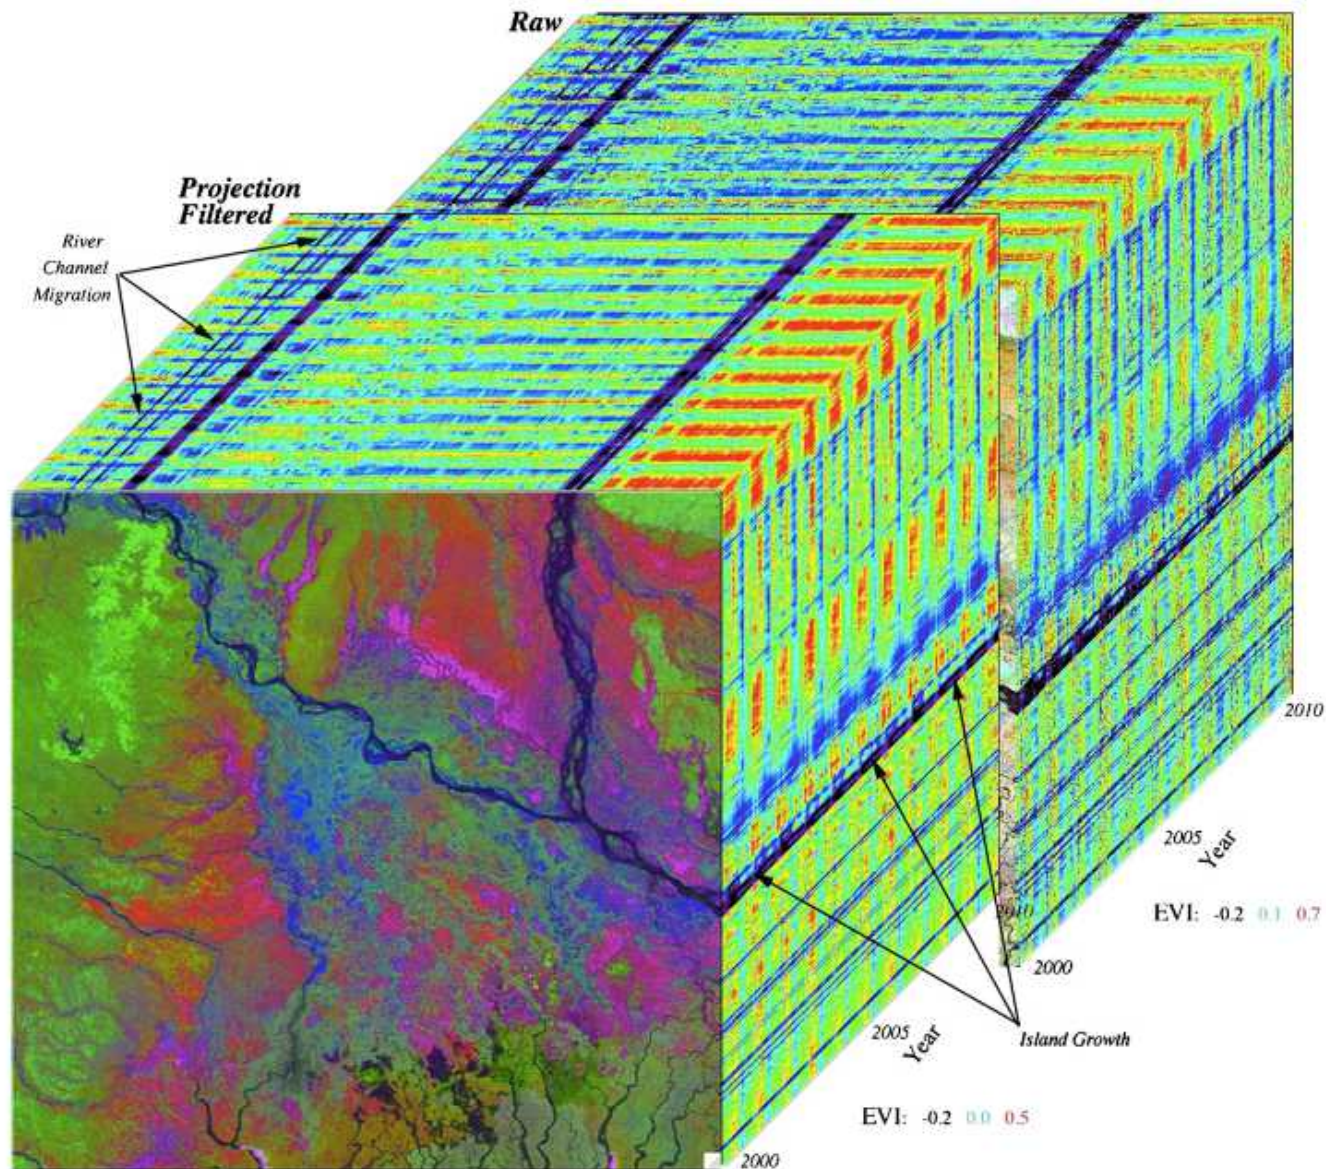 Raw
Projection
Filtered
River
Channel
Migration
2010
2005
Year
EVI: -0.2 0.1 0.7
2010
2000
2005
Year
Island Growth
EVI: -0.2 0.0 0.5
2000